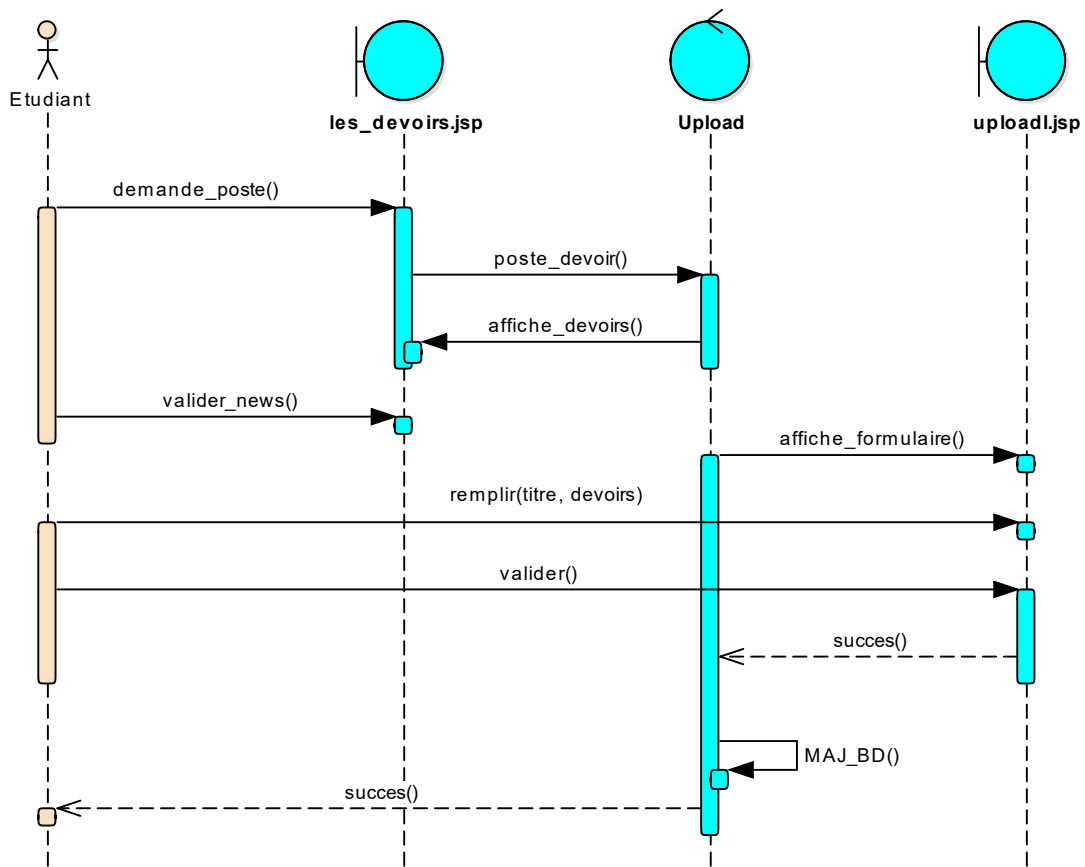 Etudiant
les_devoirs.jsp
Upload
uploadl.jsp
demande_poste()
poste_devoir()
affiche_devoirs()
valider_news()
affiche_formulaire()
remplir(titre, devoirs)
valider()
succes()
MAJ_BD()
succes()